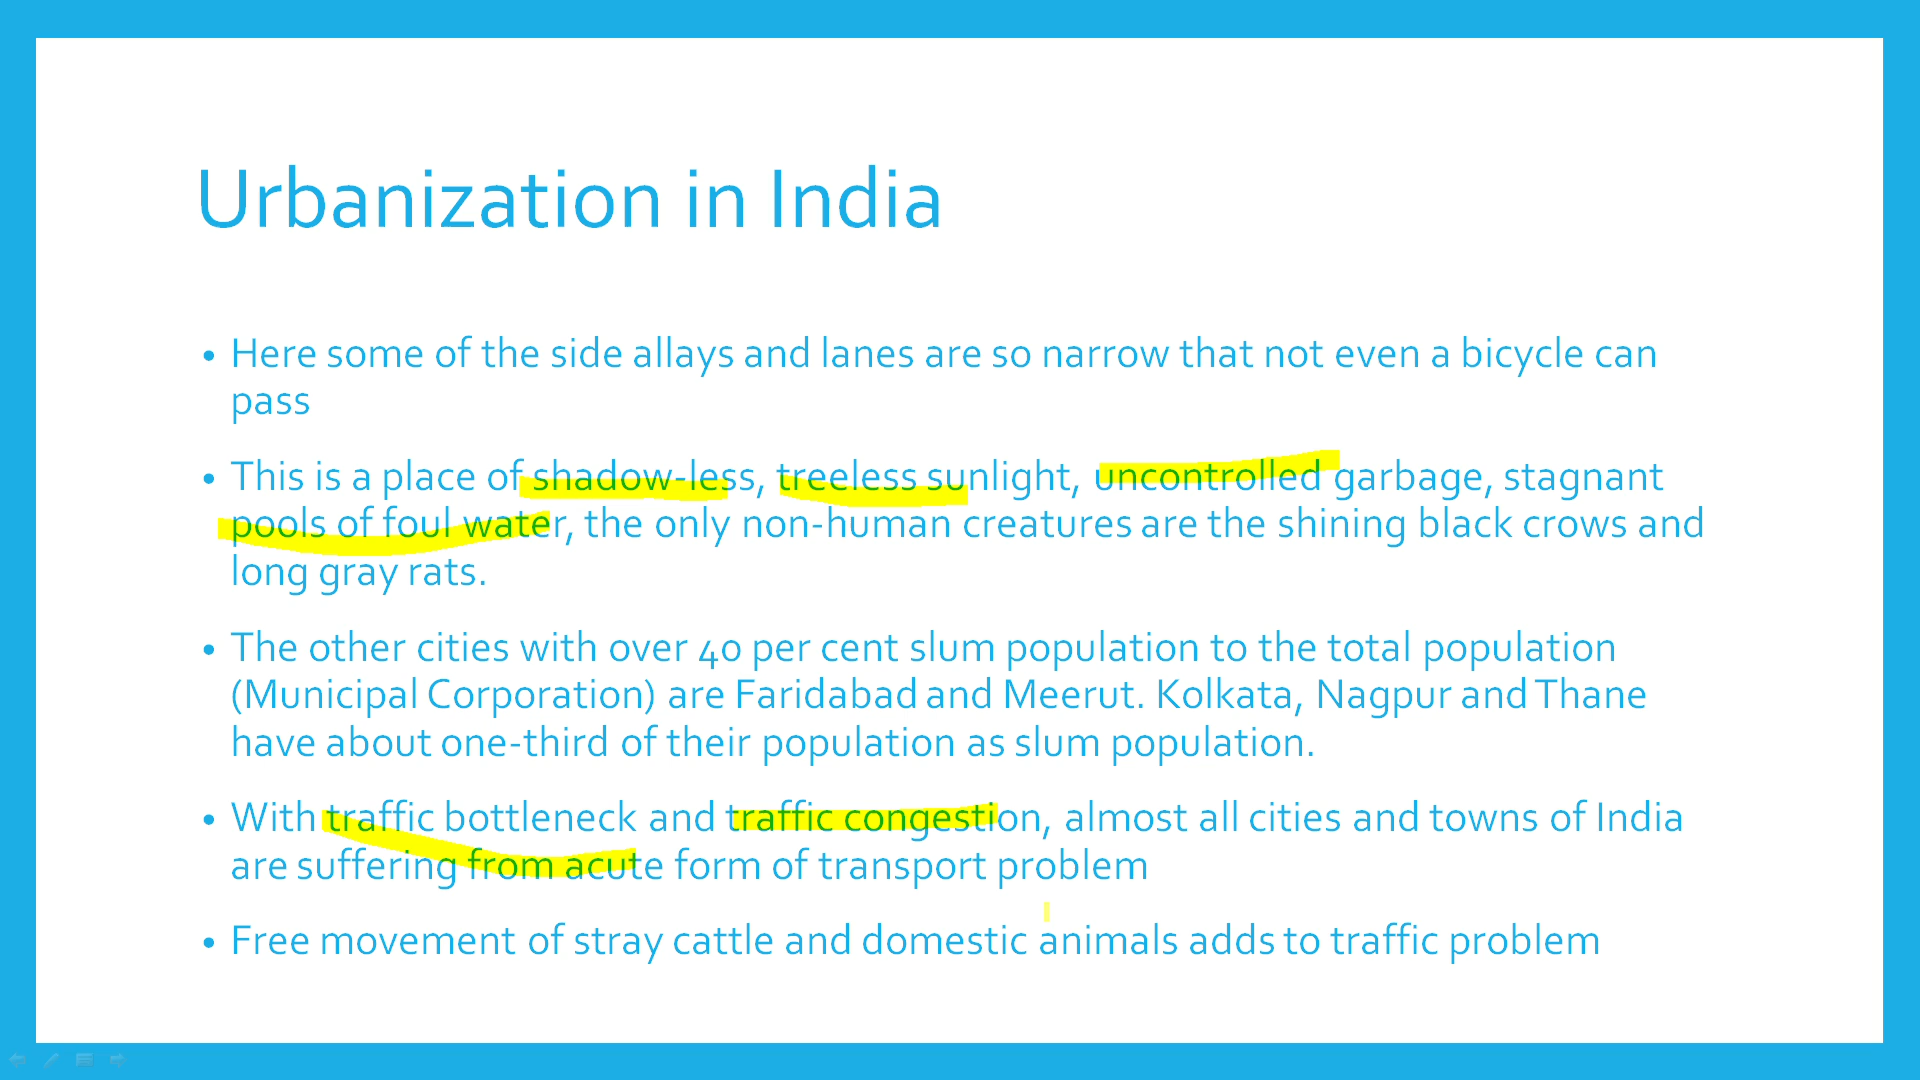 Urbanization in India
• Here some of the side allays and lanes are so narrow that not even a bicycle can
pass
• This is a place of shadow-less, treeless sunlight, uncontrolled garbage, stagnant
pools of foul water, the only non-human creatures are the shining black crows and
long gray rats.
• The other cities with over 40 per cent slum population to the total population
(Municipal Corporation) are Faridabad and Meerut. Kolkata, Nagpur and Thane
have about one-third of their population as slum population.
• With traffic bottleneck and traffic congestion, almost all cities and towns of India
are suffering from acute form of transport problem
• Free movement of stray cattle and domestic animals adds to traffic problem